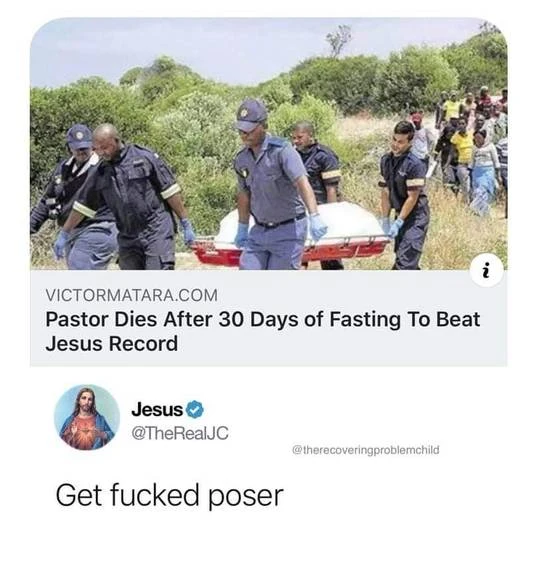 i
VICTORMATARA.COM
Pastor Dies After 30 Days of Fasting To Beat
Jesus Record
Jesus
@TheRealJC
@therecoveringproblemchild
Get fucked poser